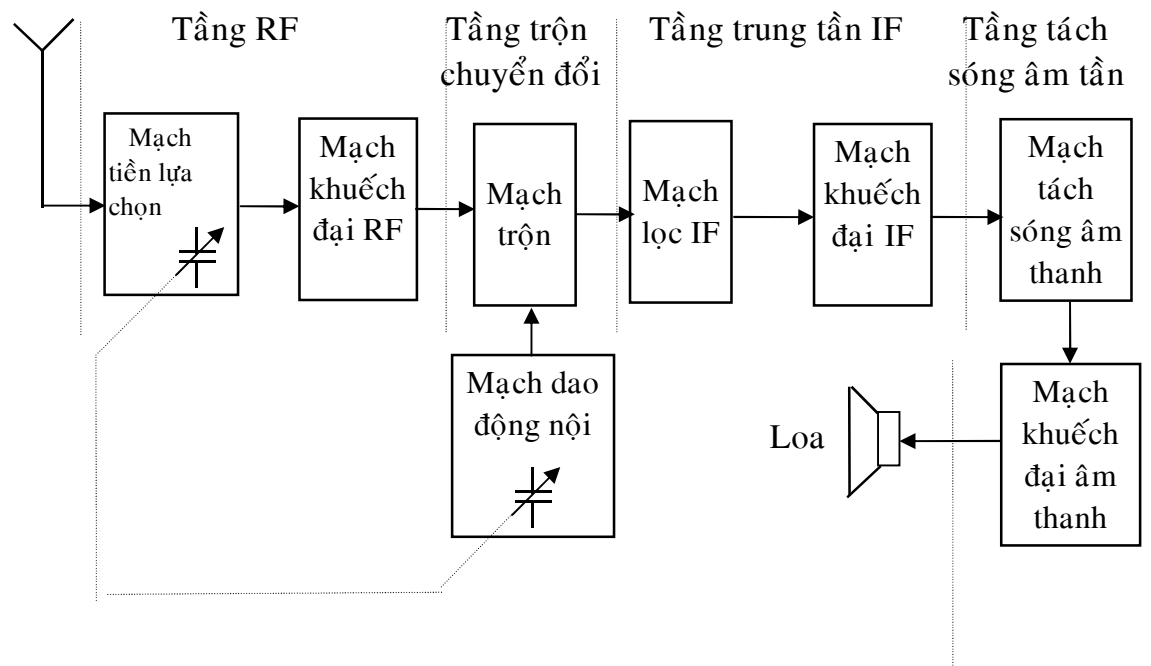 Tầng RF
Tầng trộn
chuyển đổi
Tầng trung tần IF
Tầng tách
sóng âm tần
Mạch
tiền lựa
chọn
Mạch
khuếch
đại RF
Mạch
trộn
Mạch
lọc IF
Mạch
khuếch
đại IF
Mạch
tách
sóng âm
thanh
Mạch dao
động nội
Loa
Mạch
khuếch
đại âm
thanh